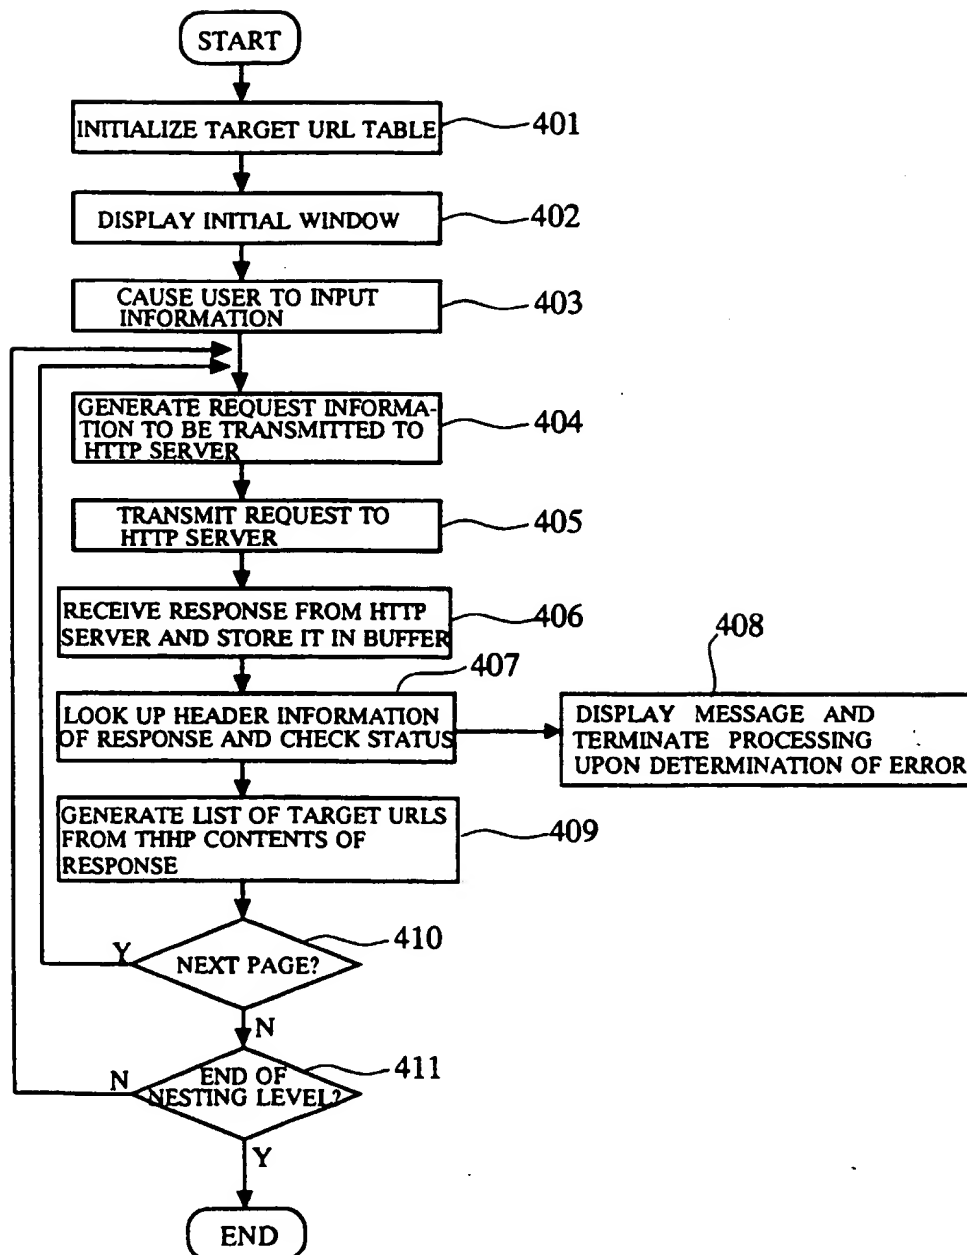 START
INITIALIZE TARGET URL TABLE
401
DISPLAY INITIAL WINDOW
402
CAUSE USER TO INPUT
INFORMATION
403
GENERATE REQUEST INFORMA-
TION TO BE TRANSMITTED TO
HTTP SERVER
404
TRANSMIT REQUEST TO
HTTP SERVER
405
RECEIVE RESPONSE FROM HTTP
SERVER AND STORE IT IN BUFFER
406
407
LOOK UP HEADER INFORMATION
OF RESPONSE AND CHECK STATUS
408
DISPLAY MESSAGE AND
TERMINATE PROCESSING
UPON DETERMINATION OF ERROR
GENERATE LIST OF TARGET URLS
FROM THHP CONTENTS OF
RESPONSE
409
410
Y
NEXT PAGE?
N
411
N
END OF
NESTING LEVEL?
Y
END